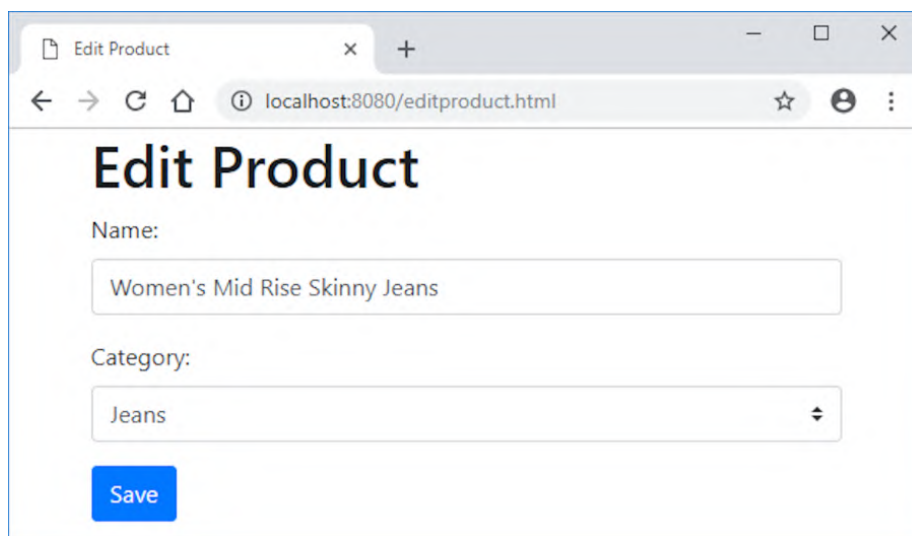 Edit Product
localhost:8080/editproduct.html
Edit Product
Name:
Women's Mid Rise Skinny Jeans
Category:
Jeans
Save